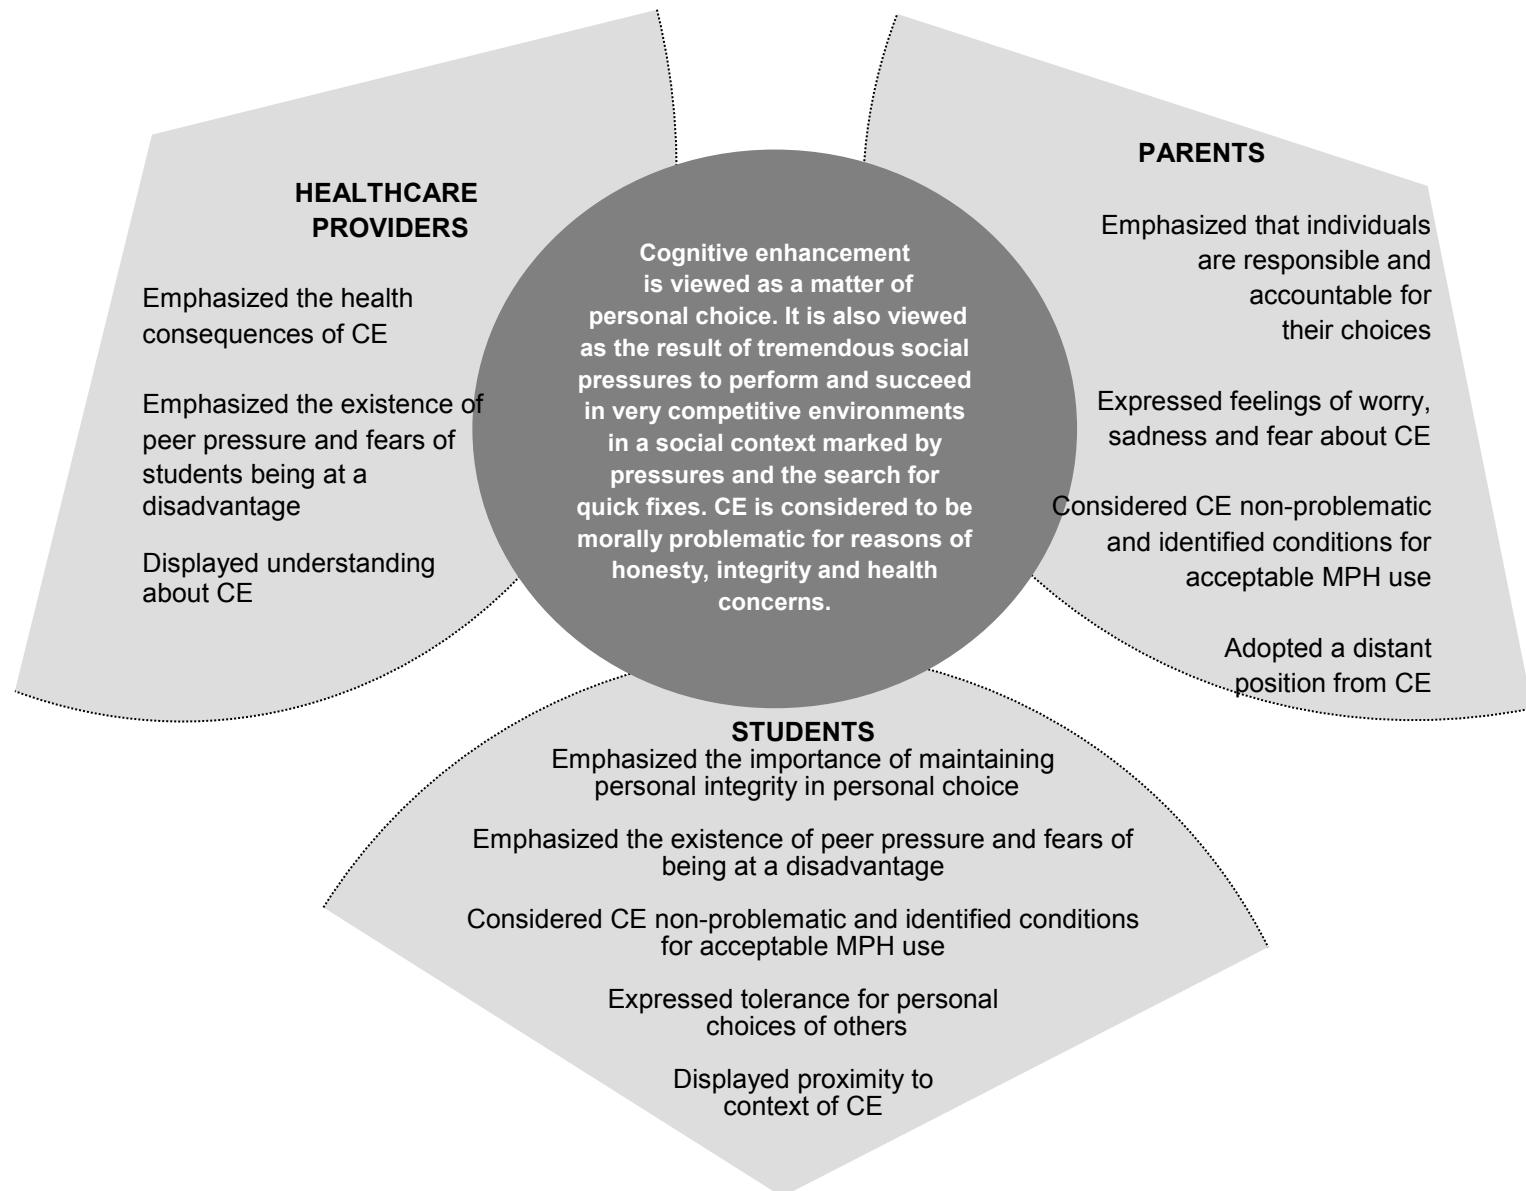 HEALTHCARE
PROVIDERS
Emphasized the health
consequences of CE
Emphasized the existence of
peer pressure and fears of
students being at a
disadvantage
Displayed understanding
about CE
Cognitive enhancement
is viewed as a matter of
personal choice. It is also viewed
as the result of tremendous social
pressures to perform and succeed
in very competitive environments
in a social context marked by
pressures and the search for
quick fixes. CE is considered to be
morally problematic for reasons of
honesty, integrity and health
concerns.
PARENTS
Emphasized that individuals
are responsible and
accountable for
their choices
Expressed feelings of worry,
sadness and fear about CE
Considered CE non-problematic
and identified conditions for
acceptable MPH use
Adopted a distant
position from CE
STUDENTS
Emphasized the importance of maintaining
personal integrity in personal choice
Emphasized the existence of peer pressure and fears of
being at a disadvantage
Considered CE non-problematic and identified conditions
for acceptable MPH use
Expressed tolerance for personal
choices of others
Displayed proximity to
context of CE